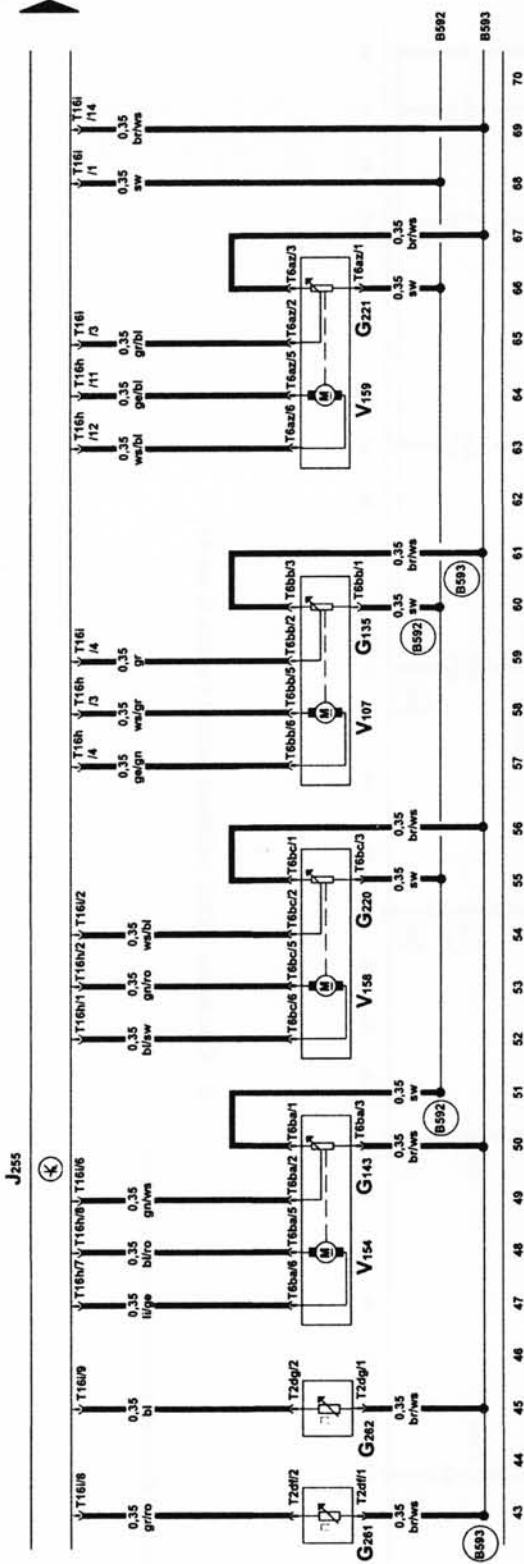 J255
K
T16i/8
0,35
gr/ro
T2df/2
G261
T2df/1
0,35
br/ws
B593
T16i/9
0,35
bl
T2dg/2
G262
T2dg/1
0,35
br/ws
T16h/7
T16h/8
T16i/6
0,35
li/ge
0,35
bl/ro
0,35
gn/ws
T6ba/6
T6ba/5
T6ba/2
T6ba/1
M
V154
G143
T6ba/3
0,35
br/ws
0,35
sw
B592
T16h/1
T16h/2
T16i/2
0,35
bl/sw
0,35
gn/ro
0,35
ws/bl
T6bc/6
T6bc/5
T6bc/2
T6bc/1
M
V158
G220
T6bc/3
0,35
sw
0,35
br/ws
T16h
/4
T16h
/3
T16i
/4
0,35
ge/gn
0,35
ws/gr
0,35
gr
T6bb/6
T6bb/5
T6bb/2
T6bb/3
M
V107
G135
T6bb/1
0,35
sw
0,35
br/ws
B592
B593
T16h
/12
T16h
/11
T16i
/3
0,35
ws/bl
0,35
ge/bl
0,35
gr/bl
T6az/6
T6az/5
T6az/2
T6az/3
M
V159
G221
T6az/1
0,35
sw
0,35
br/ws
T16i
/1
0,35
sw
T16i
/14
0,35
br/ws
B592
B593
43 44 45 46 47 48 49 50 51 52 53 54 55 56 57 58 59 60 61 62 63 64 65 66 67 68 69 70